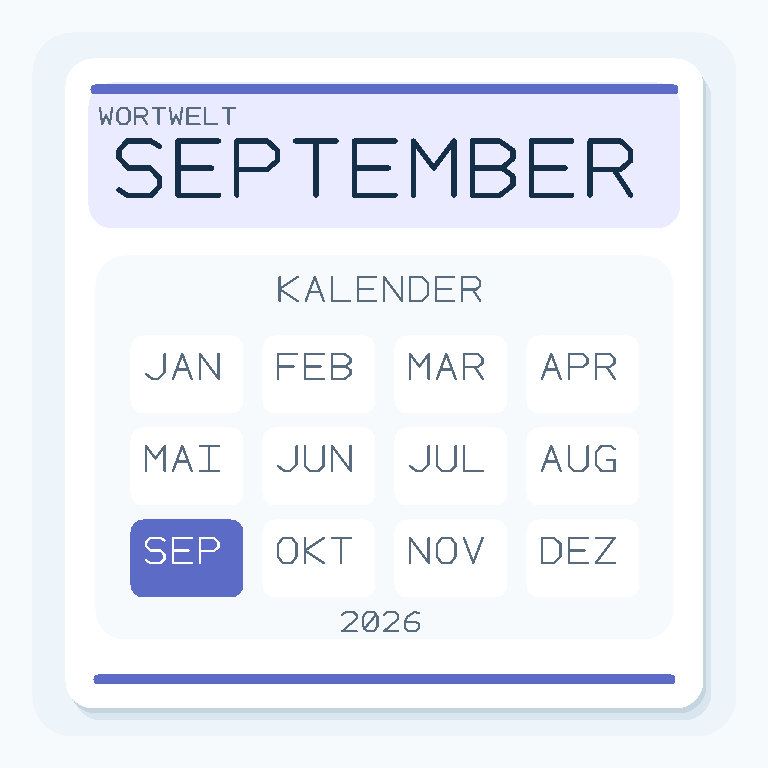 WORTWELT
SEPTEMBER
KALENDER
JAN FEB MAR APR
MAI JUN JUL AUG
SEP OKT NOV DEZ
2026